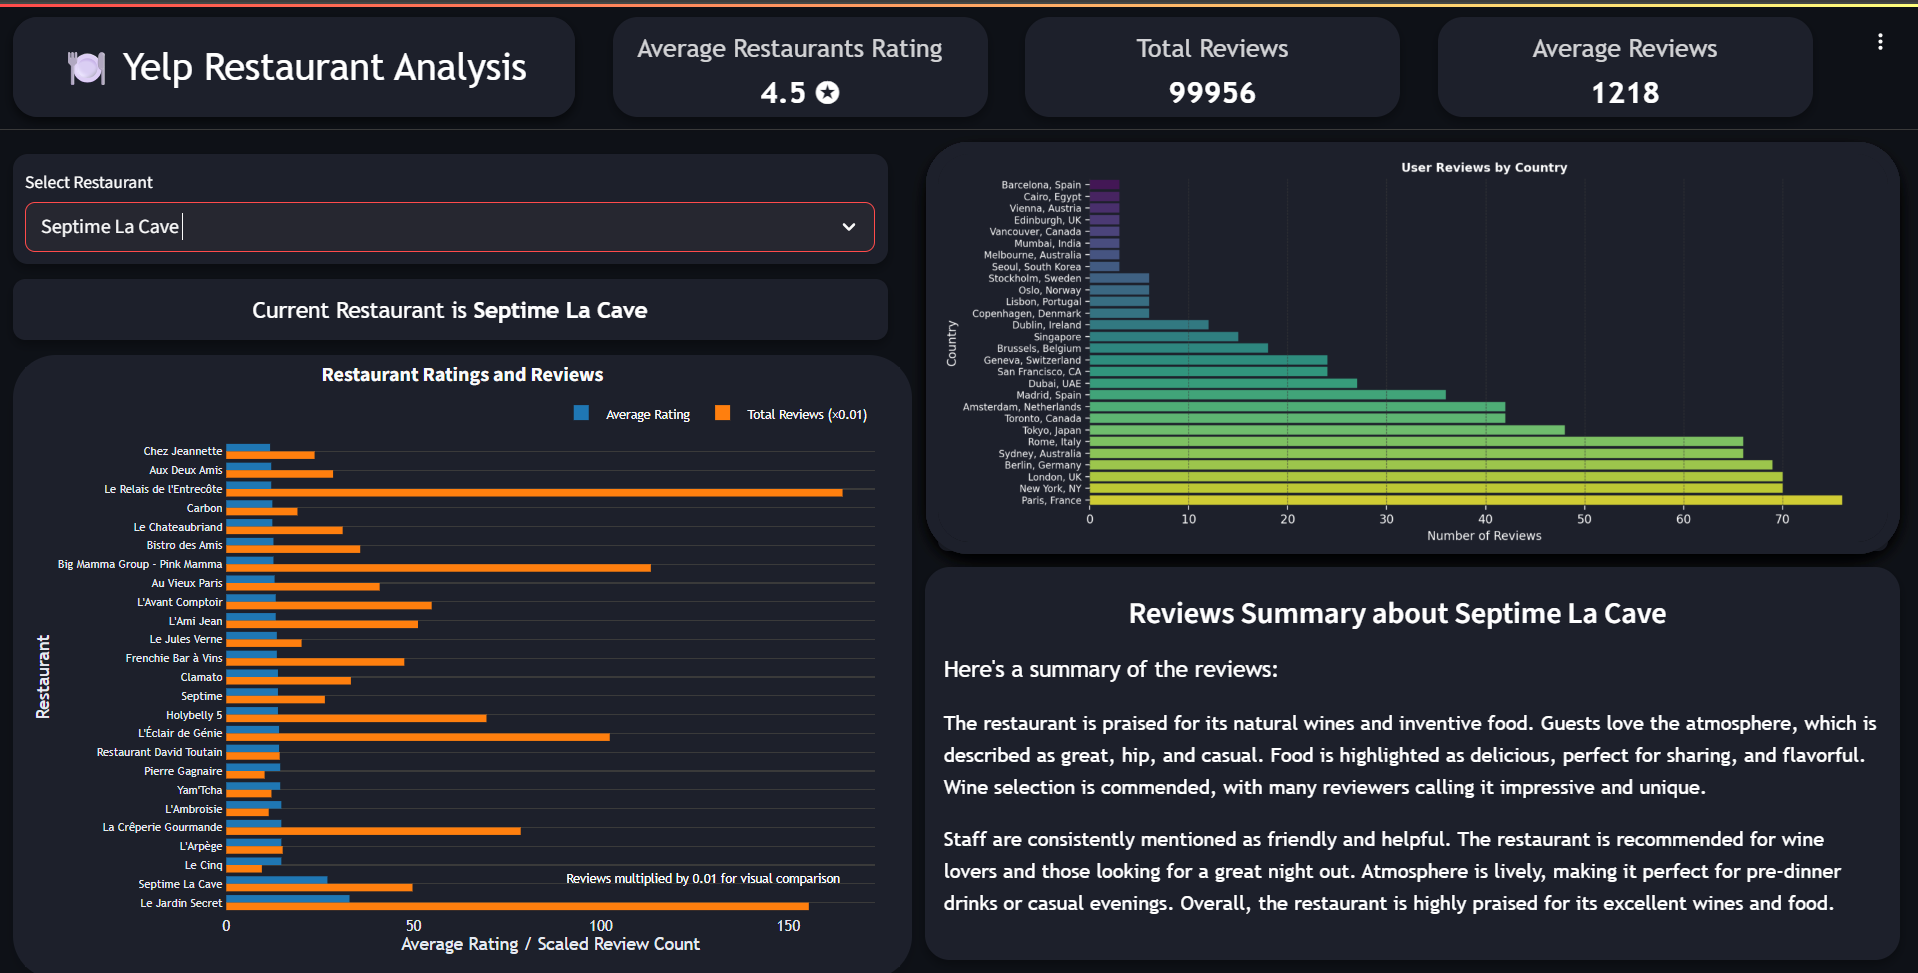 Yelp Restaurant Analysis
Average Restaurants Rating
4.5
Total Reviews
99956
Average Reviews
1218
Select Restaurant
Septime La Cave
Current Restaurant is Septime La Cave
Restaurant Ratings and Reviews
Average Rating
Total Reviews (×0.01)
Restaurant
Chez Jeannette
Aux Deux Amis
Le Relais de l'Entrecôte
Carbon
Le Chateaubriand
Bistro des Amis
Big Mamma Group - Pink Mamma
Au Vieux Paris
L'Avant Comptoir
L'Ami Jean
Le Jules Verne
Frenchie Bar à Vins
Clamato
Septime
Holybelly 5
L'Éclair de Génie
Restaurant David Toutain
Pierre Gagnaire
Yam'Tcha
L'Ambroisie
La Crêperie Gourmande
L'Arpège
Le Cinq
Septime La Cave
Le Jardin Secret
Reviews multiplied by 0.01 for visual comparison
0 50 100 150
Average Rating / Scaled Review Count
User Reviews by Country
Country
Barcelona, Spain
Cairo, Egypt
Vienna, Austria
Edinburgh, UK
Vancouver, Canada
Mumbai, India
Melbourne, Australia
Seoul, South Korea
Stockholm, Sweden
Oslo, Norway
Lisbon, Portugal
Copenhagen, Denmark
Dublin, Ireland
Singapore
Brussels, Belgium
Geneva, Switzerland
San Francisco, CA
Dubai, UAE
Madrid, Spain
Amsterdam, Netherlands
Toronto, Canada
Tokyo, Japan
Rome, Italy
Sydney, Australia
Berlin, Germany
London, UK
New York, NY
Paris, France
0 10 20 30 40 50 60 70
Number of Reviews
Reviews Summary about Septime La Cave
Here's a summary of the reviews:
The restaurant is praised for its natural wines and inventive food. Guests love the atmosphere, which is
described as great, hip, and casual. Food is highlighted as delicious, perfect for sharing, and flavorful.
Wine selection is commended, with many reviewers calling it impressive and unique.
Staff are consistently mentioned as friendly and helpful. The restaurant is recommended for wine
lovers and those looking for a great night out. Atmosphere is lively, making it perfect for pre-dinner
drinks or casual evenings. Overall, the restaurant is highly praised for its excellent wines and food.